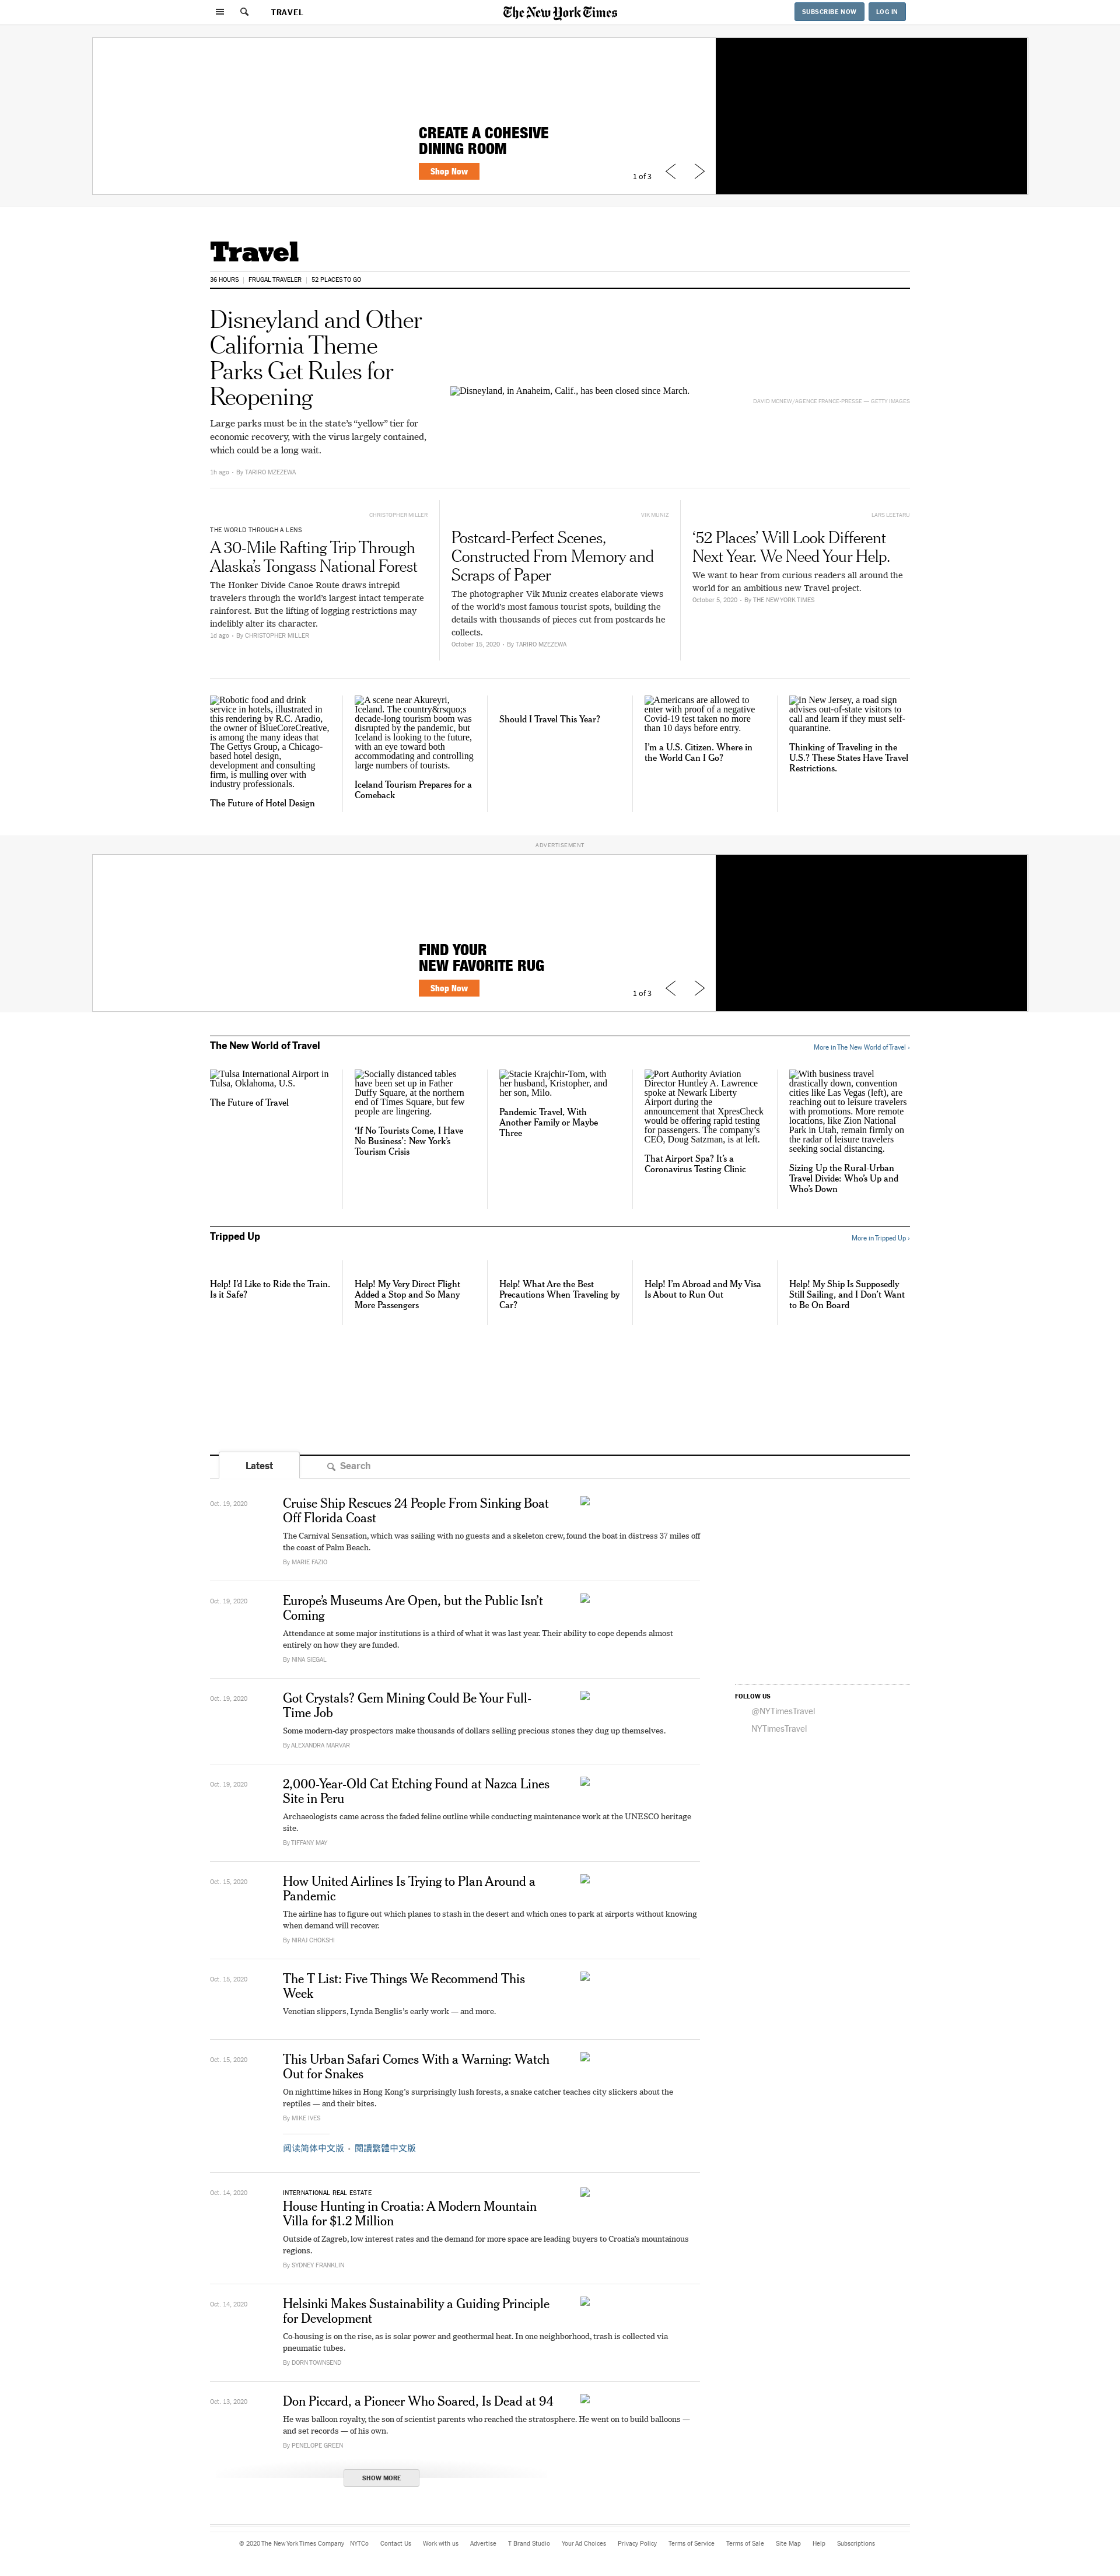 TRAVEL
The New York Times
SUBSCRIBE NOW
LOG IN
CREATE A COHESIVE
DINING ROOM
Shop Now
1 of 3
Travel
36 HOURS
FRUGAL TRAVELER
52 PLACES TO GO
Disneyland and Other
California Theme
Parks Get Rules for
Reopening
Large parks must be in the state's “yellow” tier for
economic recovery, with the virus largely contained,
which could be a long wait.
1h ago • By TARIRO MZEZEWA
Disneyland, in Anaheim, Calif., has been closed since March.
DAVID MCNEW/AGENCE FRANCE-PRESSE — GETTY IMAGES
CHRISTOPHER MILLER
THE WORLD THROUGH A LENS
A 30-Mile Rafting Trip Through
Alaska’s Tongass National Forest
The Honker Divide Canoe Route draws intrepid
travelers through the world’s largest intact temperate
rainforest. But the lifting of logging restrictions may
indelibly alter its character.
1d ago • By CHRISTOPHER MILLER
VIK MUNIZ
Postcard-Perfect Scenes,
Constructed From Memory and
Scraps of Paper
The photographer Vik Muniz creates elaborate views
of the world’s most famous tourist spots, building the
details with thousands of pieces cut from postcards he
collects.
October 15, 2020 • By TARIRO MZEZEWA
LARS LEETARU
‘52 Places’ Will Look Different
Next Year. We Need Your Help.
We want to hear from curious readers all around the
world for an ambitious new Travel project.
October 5, 2020 • By THE NEW YORK TIMES
Robotic food and drink
service in hotels, illustrated in
this rendering by R.C. Aradio,
the owner of BlueCoreCreative,
is among the many ideas that
The Gettys Group, a Chicago-
based hotel design,
development and consulting
firm, is mulling over with
industry professionals.
The Future of Hotel Design
A scene near Akureyri,
Iceland. The country&rsquo;s
decade-long tourism boom was
disrupted by the pandemic, but
Iceland is looking to the future,
with an eye toward both
accommodating and controlling
large numbers of tourists.
Iceland Tourism Prepares for a
Comeback
Should I Travel This Year?
Americans are allowed to
enter with proof of a negative
Covid-19 test taken no more
than 10 days before entry.
I’m a U.S. Citizen. Where in
the World Can I Go?
In New Jersey, a road sign
advises out-of-state visitors to
call and learn if they must self-
quarantine.
Thinking of Traveling in the
U.S.? These States Have Travel
Restrictions.
ADVERTISEMENT
FIND YOUR
NEW FAVORITE RUG
Shop Now
1 of 3
The New World of Travel
More in The New World of Travel ›
Tulsa International Airport in
Tulsa, Oklahoma, U.S.
The Future of Travel
Socially distanced tables
have been set up in Father
Duffy Square, at the northern
end of Times Square, but few
people are lingering.
‘If No Tourists Come, I Have
No Business’: New York’s
Tourism Crisis
Stacie Krajchir-Tom, with
her husband, Kristopher, and
her son, Milo.
Pandemic Travel, With
Another Family or Maybe
Three
Port Authority Aviation
Director Huntley A. Lawrence
spoke at Newark Liberty
Airport during the
announcement that XpresCheck
would be offering rapid testing
for passengers. The company’s
CEO, Doug Satzman, is at left.
That Airport Spa? It’s a
Coronavirus Testing Clinic
With business travel
drastically down, convention
cities like Las Vegas (left), are
reaching out to leisure travelers
with promotions. More remote
locations, like Zion National
Park in Utah, remain firmly on
the radar of leisure travelers
seeking social distancing.
Sizing Up the Rural-Urban
Travel Divide: Who’s Up and
Who’s Down
Tripped Up
More in Tripped Up ›
Help! I’d Like to Ride the Train.
Is it Safe?
Help! My Very Direct Flight
Added a Stop and So Many
More Passengers
Help! What Are the Best
Precautions When Traveling by
Car?
Help! I’m Abroad and My Visa
Is About to Run Out
Help! My Ship Is Supposedly
Still Sailing, and I Don’t Want
to Be On Board
Latest
Search
Oct. 19, 2020
Cruise Ship Rescues 24 People From Sinking Boat
Off Florida Coast
The Carnival Sensation, which was sailing with no guests and a skeleton crew, found the boat in distress 37 miles off
the coast of Palm Beach.
By MARIE FAZIO
Oct. 19, 2020
Europe’s Museums Are Open, but the Public Isn’t
Coming
Attendance at some major institutions is a third of what it was last year. Their ability to cope depends almost
entirely on how they are funded.
By NINA SIEGAL
Oct. 19, 2020
Got Crystals? Gem Mining Could Be Your Full-
Time Job
Some modern-day prospectors make thousands of dollars selling precious stones they dug up themselves.
By ALEXANDRA MARVAR
Oct. 19, 2020
2,000-Year-Old Cat Etching Found at Nazca Lines
Site in Peru
Archaeologists came across the faded feline outline while conducting maintenance work at the UNESCO heritage
site.
By TIFFANY MAY
Oct. 15, 2020
How United Airlines Is Trying to Plan Around a
Pandemic
The airline has to figure out which planes to stash in the desert and which ones to park at airports without knowing
when demand will recover.
By NIRAJ CHOKSHI
Oct. 15, 2020
The T List: Five Things We Recommend This
Week
Venetian slippers, Lynda Benglis’s early work — and more.
Oct. 15, 2020
This Urban Safari Comes With a Warning: Watch
Out for Snakes
On nighttime hikes in Hong Kong’s surprisingly lush forests, a snake catcher teaches city slickers about the
reptiles — and their bites.
By MIKE IVES
阅读简体中文版 • 閱讀繁體中文版
Oct. 14, 2020
INTERNATIONAL REAL ESTATE
House Hunting in Croatia: A Modern Mountain
Villa for $1.2 Million
Outside of Zagreb, low interest rates and the demand for more space are leading buyers to Croatia’s mountainous
regions.
By SYDNEY FRANKLIN
Oct. 14, 2020
Helsinki Makes Sustainability a Guiding Principle
for Development
Co-housing is on the rise, as is solar power and geothermal heat. In one neighborhood, trash is collected via
pneumatic tubes.
By DORN TOWNSEND
Oct. 13, 2020
Don Piccard, a Pioneer Who Soared, Is Dead at 94
He was balloon royalty, the son of scientist parents who reached the stratosphere. He went on to build balloons —
and set records — of his own.
By PENELOPE GREEN
SHOW MORE
FOLLOW US
@NYTimesTravel
NYTimesTravel
© 2020 The New York Times Company NYTCo Contact Us Work with us Advertise T Brand Studio Your Ad Choices Privacy Policy Terms of Service Terms of Sale Site Map Help Subscriptions